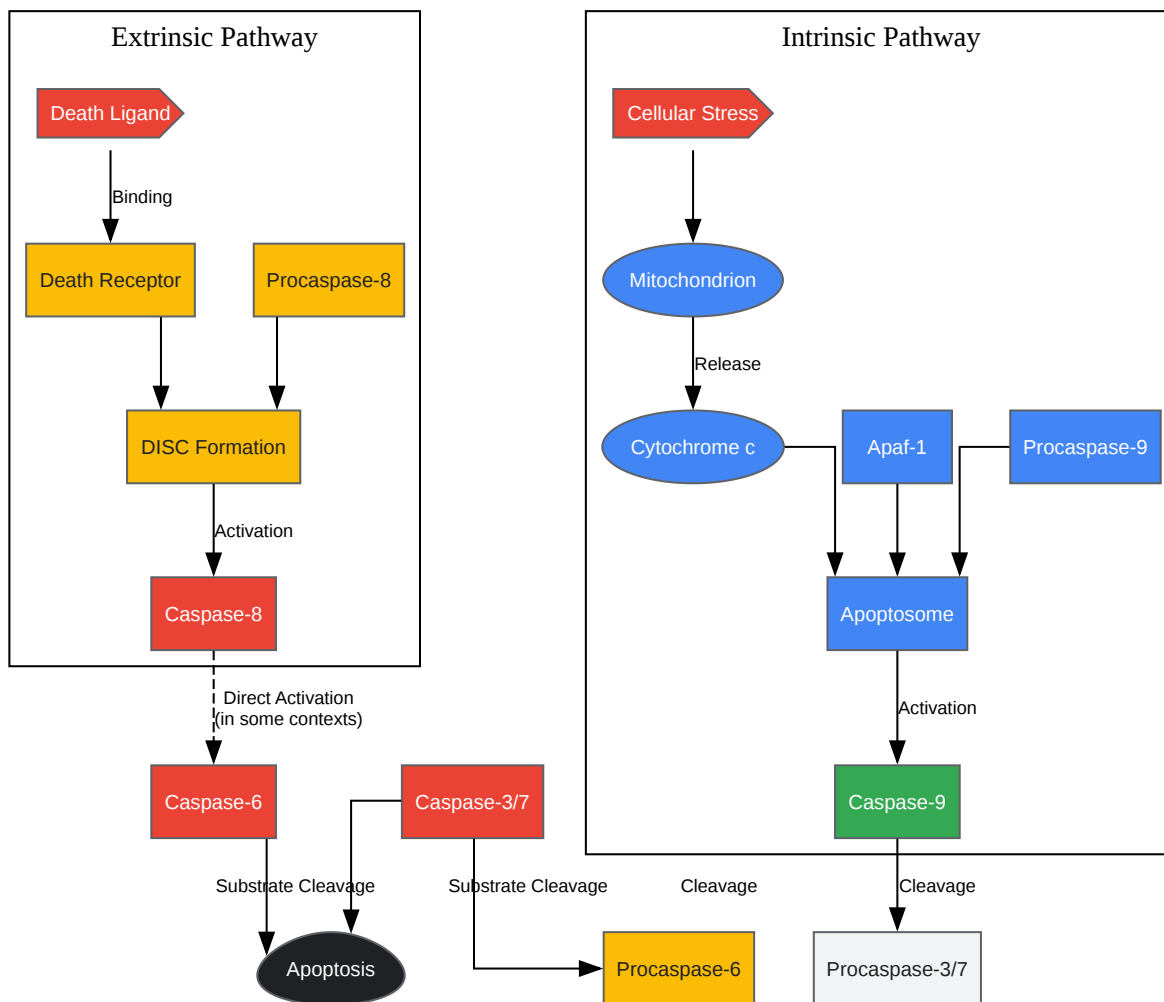 Extrinsic Pathway
Intrinsic Pathway
Death Ligand
Cellular Stress
Binding
Death Receptor
Procaspase-8
Mitochondrion
Release
DISC Formation
Cytochrome c
Apaf-1
Procaspase-9
Activation
Caspase-8
Apoptosome
Direct Activation
(in some contexts)
Activation
Caspase-6
Caspase-3/7
Caspase-9
Substrate Cleavage
Substrate Cleavage
Cleavage
Cleavage
Apoptosis
Procaspase-6
Procaspase-3/7